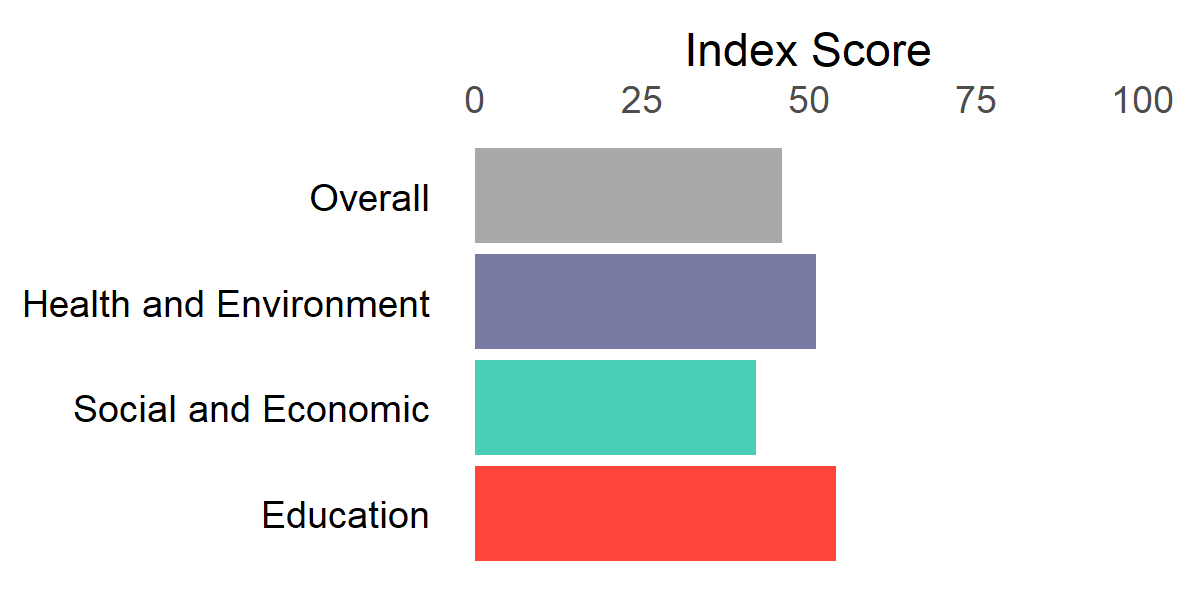 Index Score
0 25 50 75 100
Overall
Health and Environment
Social and Economic
Education